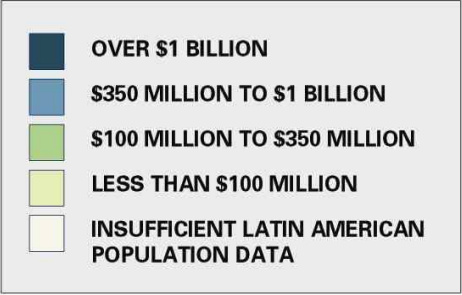 OVER $1 BILLION
$350 MILLION TO $1 BILLION
$100 MILLION TO $350 MILLION
LESS THAN $100 MILLION
INSUFFICIENT LATIN AMERICAN
POPULATION DATA